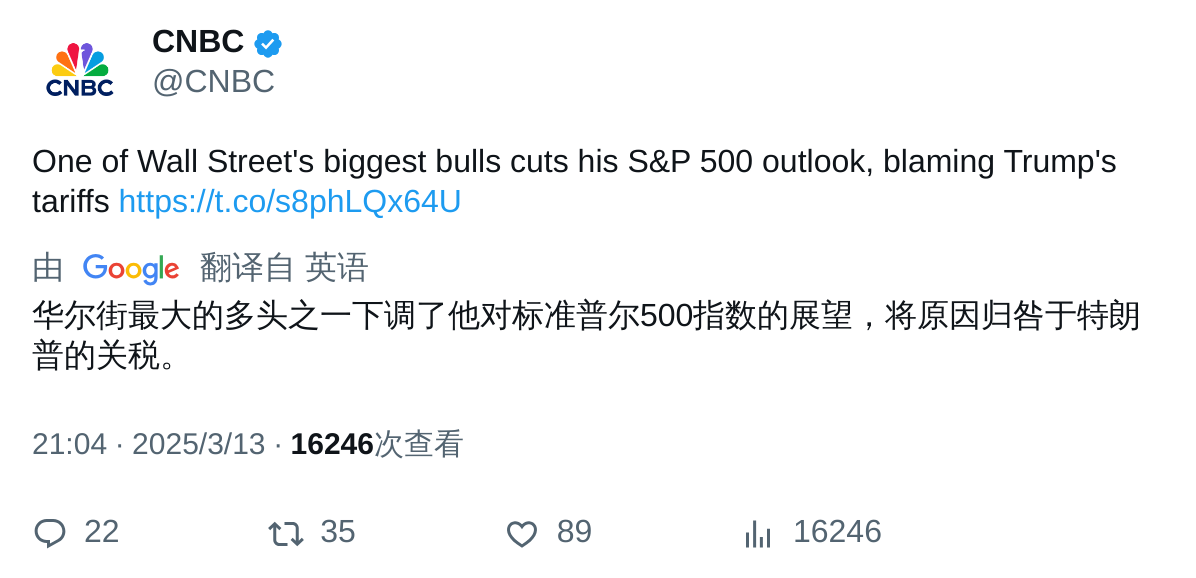 CNBC
CNBC
@CNBC
One of Wall Street's biggest bulls cuts his S&P 500 outlook, blaming Trump's
tariffs https://t.co/s8phLQx64U
由 Google 翻译自 英语
华尔街最大的多头之一下调了他对标准普尔500指数的展望，将原因归咎于特朗
普的关税。
21:04 · 2025/3/13 · 16246次查看
22 35 89 16246